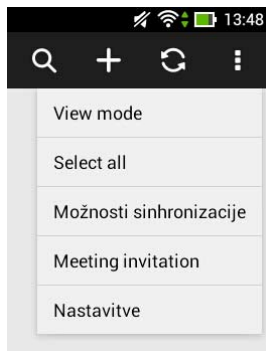 13:48
View mode
Select all
Možnosti sinhronizacije
Meeting invitation
Nastavitve